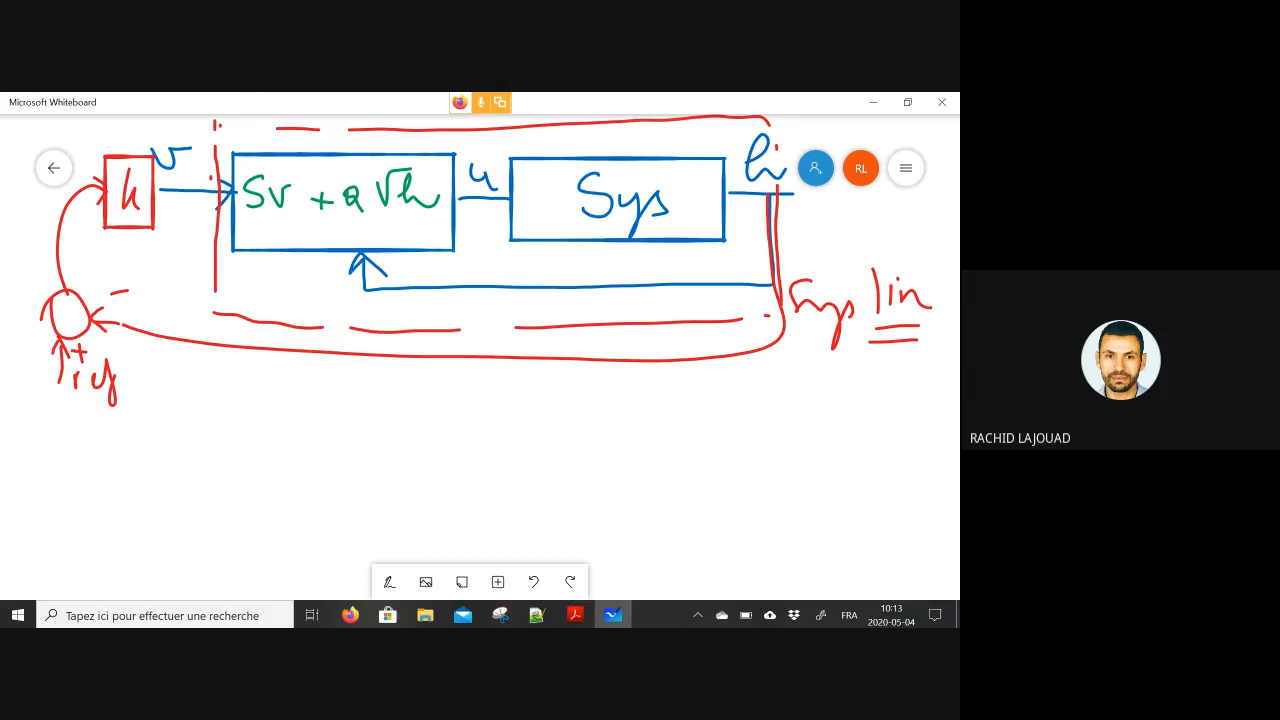 Microsoft Whiteboard
h
k
v
Sv + a √h
u
Sys
RL
-
Sys lin
+
ref
RACHID LAJOUAD
Tapez ici pour effectuer une recherche
FRA
10:13
2020-05-04